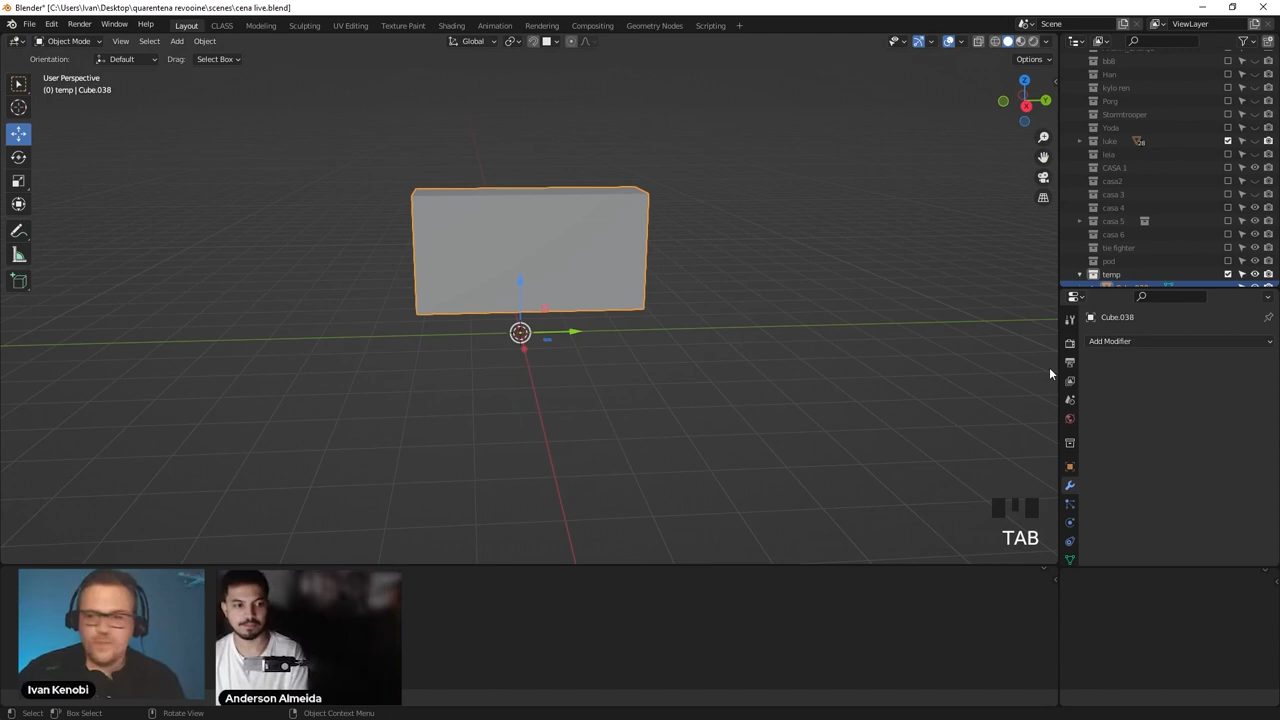 Blender* [C:\Users\Ivan\Desktop\quarentena revooine\scenes\cena live.blend]
File Edit Render Window Help Layout CLASS Modeling Sculpting UV Editing Texture Paint Shading Animation Rendering Compositing Geometry Nodes Scripting + Scene ViewLayer
Object Mode View Select Add Object Global Options
Orientation: Default Drag: Select Box
User Perspective
(0) temp | Cube.038
Z
Y
X
bb8
Han
kylo ren
Porg
Stormtrooper
Yoda
luke 28
leia
CASA 1
casa2
casa 3
casa 4
casa 5
casa 6
tie fighter
pod
temp
Cube.038
Add Modifier
TAB
Ivan Kenobi
Anderson Almeida
Select Box Select Rotate View Object Context Menu